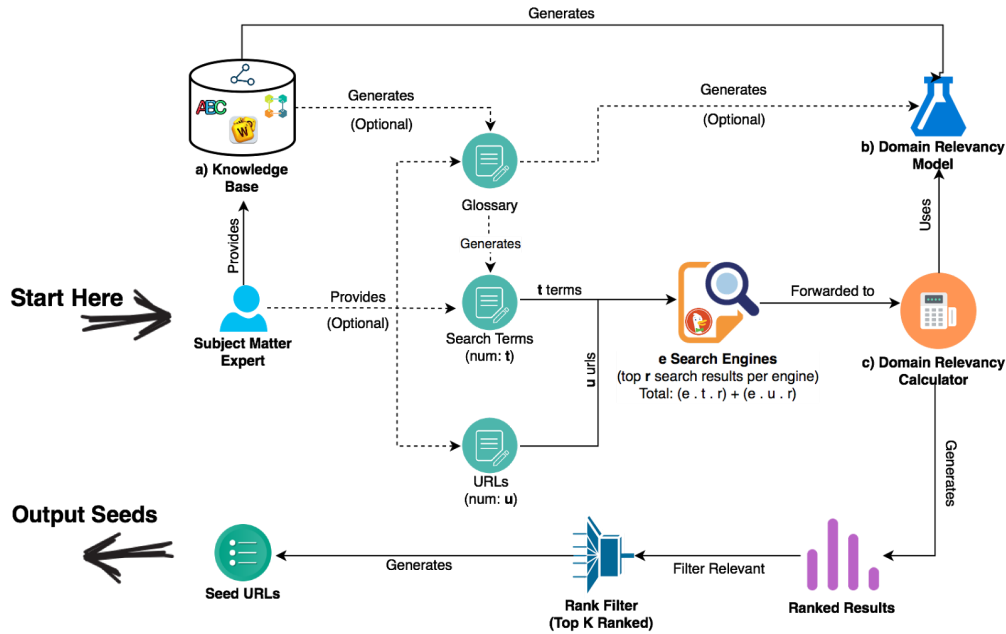 Generates
ABC
W
a) Knowledge
Base
Generates
(Optional)
Generates
(Optional)
b) Domain Relevancy
Model
Glossary
Provides
Generates
Uses
Start Here
Subject Matter
Expert
Provides
(Optional)
Search Terms
(num: t)
t terms
u urls
e Search Engines
(top r search results per engine)
Total: (e . t . r) + (e . u . r)
Forwarded to
c) Domain Relevancy
Calculator
URLs
(num: u)
Generates
Output Seeds
Seed URLs
Generates
Rank Filter
(Top K Ranked)
Filter Relevant
Ranked Results